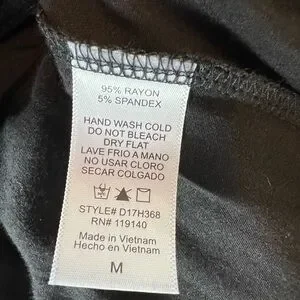 95% RAYON
5% SPANDEX
HAND WASH COLD
DO NOT BLEACH
DRY FLAT
LAVE FRIO A MANO
NO USAR CLORO
SECAR COLGADO
STYLE# D17H368
RN# 119140
Made in Vietnam
Hecho en Vietnam
M